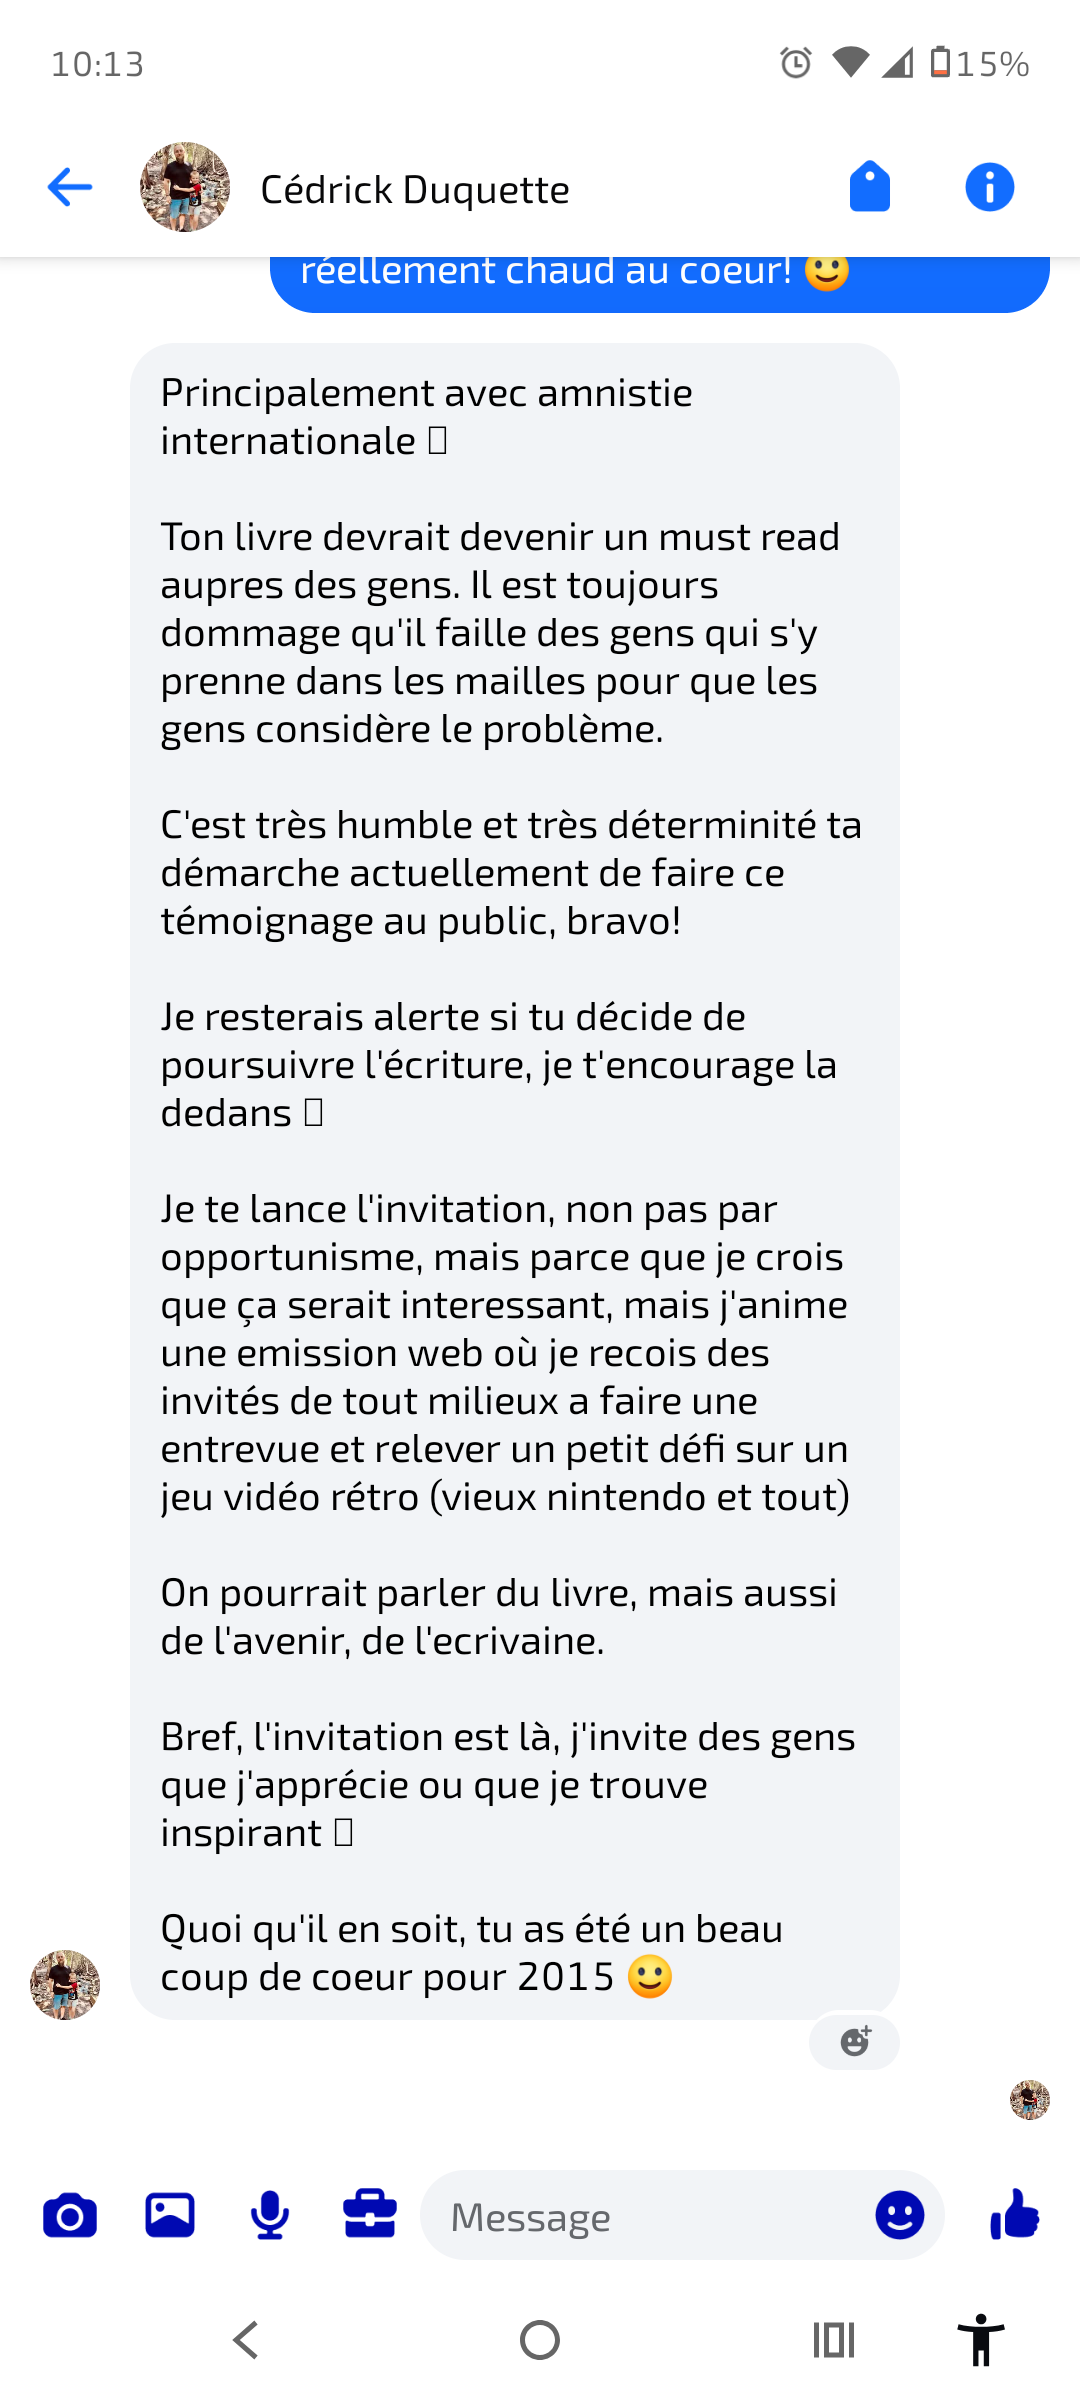 10:13
15%
Cédrick Duquette
réellement chaud au coeur! 🙂
Principalement avec amnistie
internationale
Ton livre devrait devenir un must read
aupres des gens. Il est toujours
dommage qu'il faille des gens qui s'y
prenne dans les mailles pour que les
gens considère le problème.
C'est très humble et très déterminité ta
démarche actuellement de faire ce
témoignage au public, bravo!
Je resterais alerte si tu décide de
poursuivre l'écriture, je t'encourage la
dedans
Je te lance l'invitation, non pas par
opportunisme, mais parce que je crois
que ça serait interessant, mais j'anime
une emission web où je recois des
invités de tout milieux a faire une
entrevue et relever un petit défi sur un
jeu vidéo rétro (vieux nintendo et tout)
On pourrait parler du livre, mais aussi
de l'avenir, de l'ecrivaine.
Bref, l'invitation est là, j'invite des gens
que j'apprécie ou que je trouve
inspirant
Quoi qu'il en soit, tu as été un beau
coup de coeur pour 2015 🙂
Message